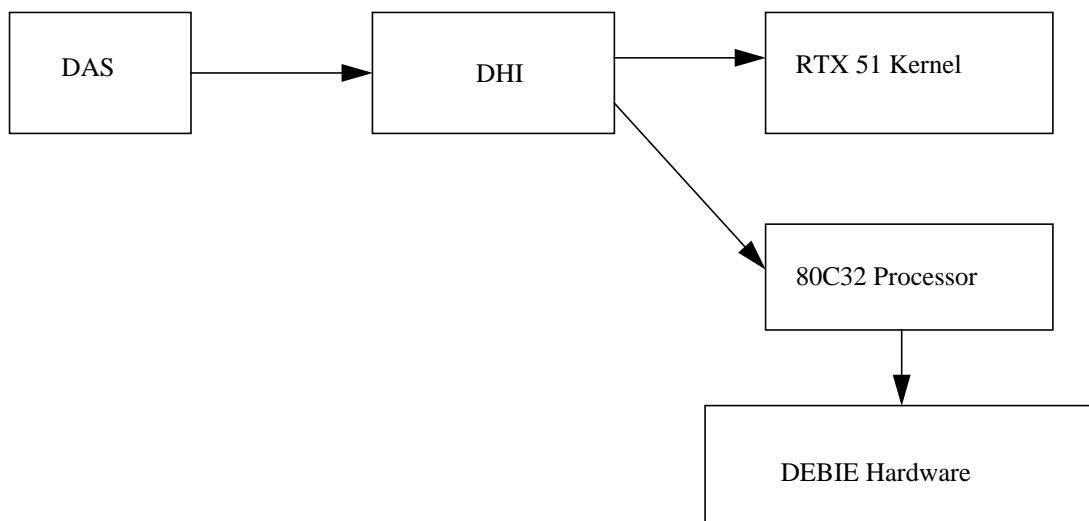 DAS
DHI
RTX 51 Kernel
80C32 Processor
DEBIE Hardware